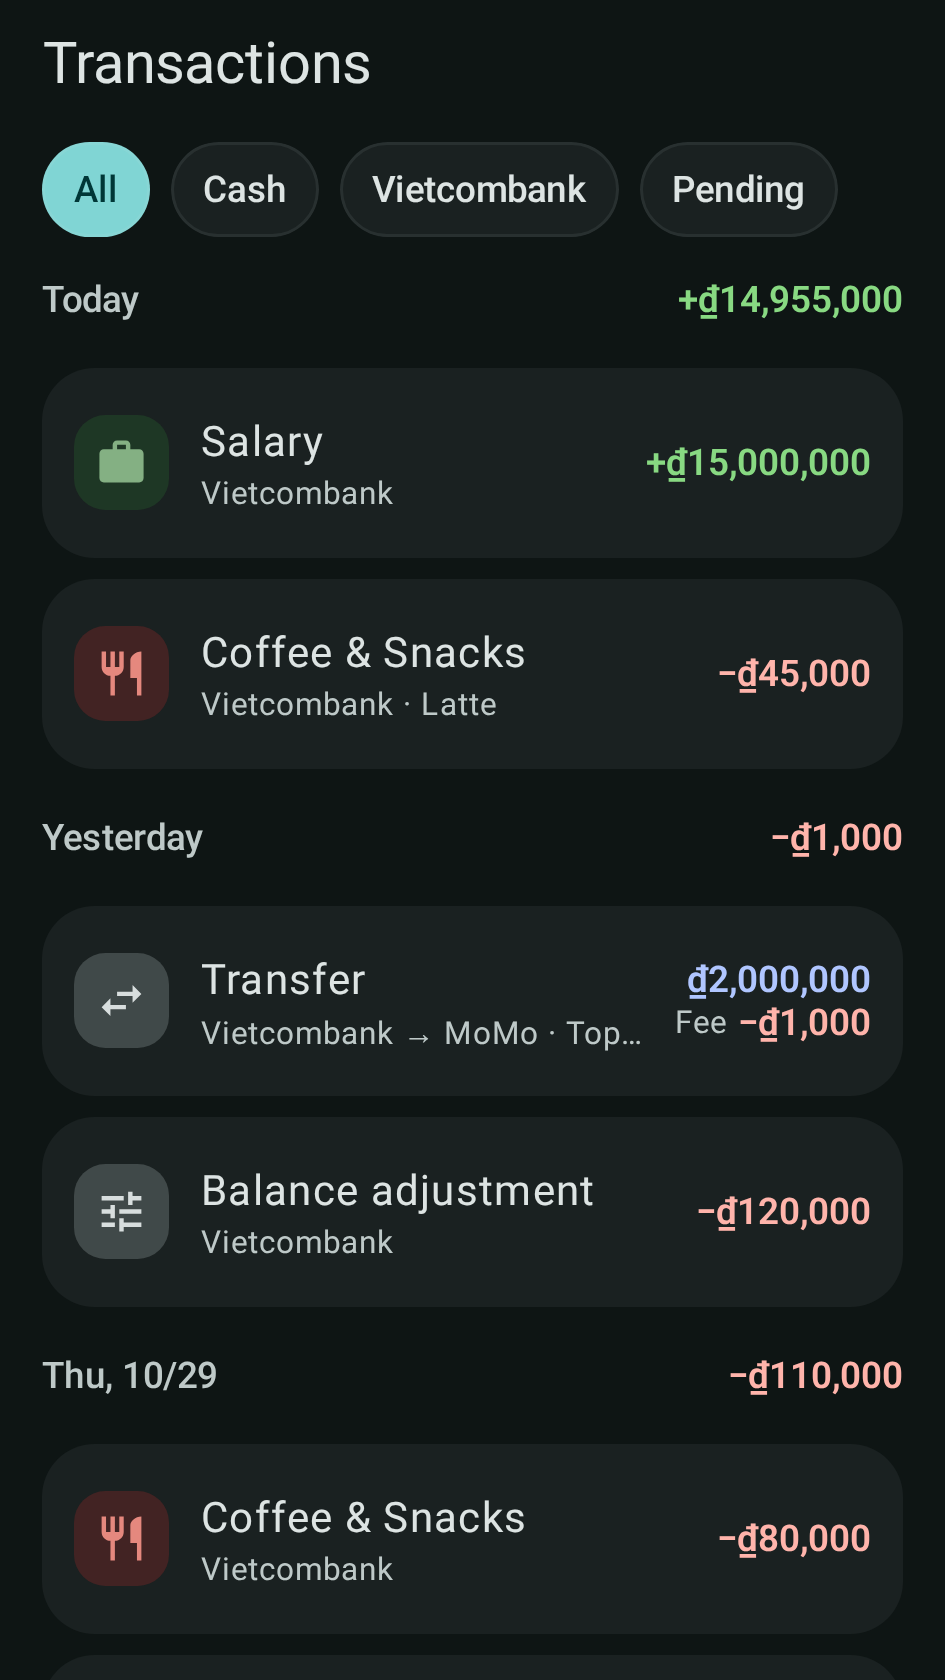 Transactions
All
Cash
Vietcombank
Pending
Today
+₫14,955,000
Salary
+₫15,000,000
Vietcombank
Coffee & Snacks
−₫45,000
Vietcombank · Latte
Yesterday
−₫1,000
Transfer
₫2,000,000
Vietcombank → MoMo · Top…
Fee −₫1,000
Balance adjustment
−₫120,000
Vietcombank
Thu, 10/29
−₫110,000
Coffee & Snacks
−₫80,000
Vietcombank